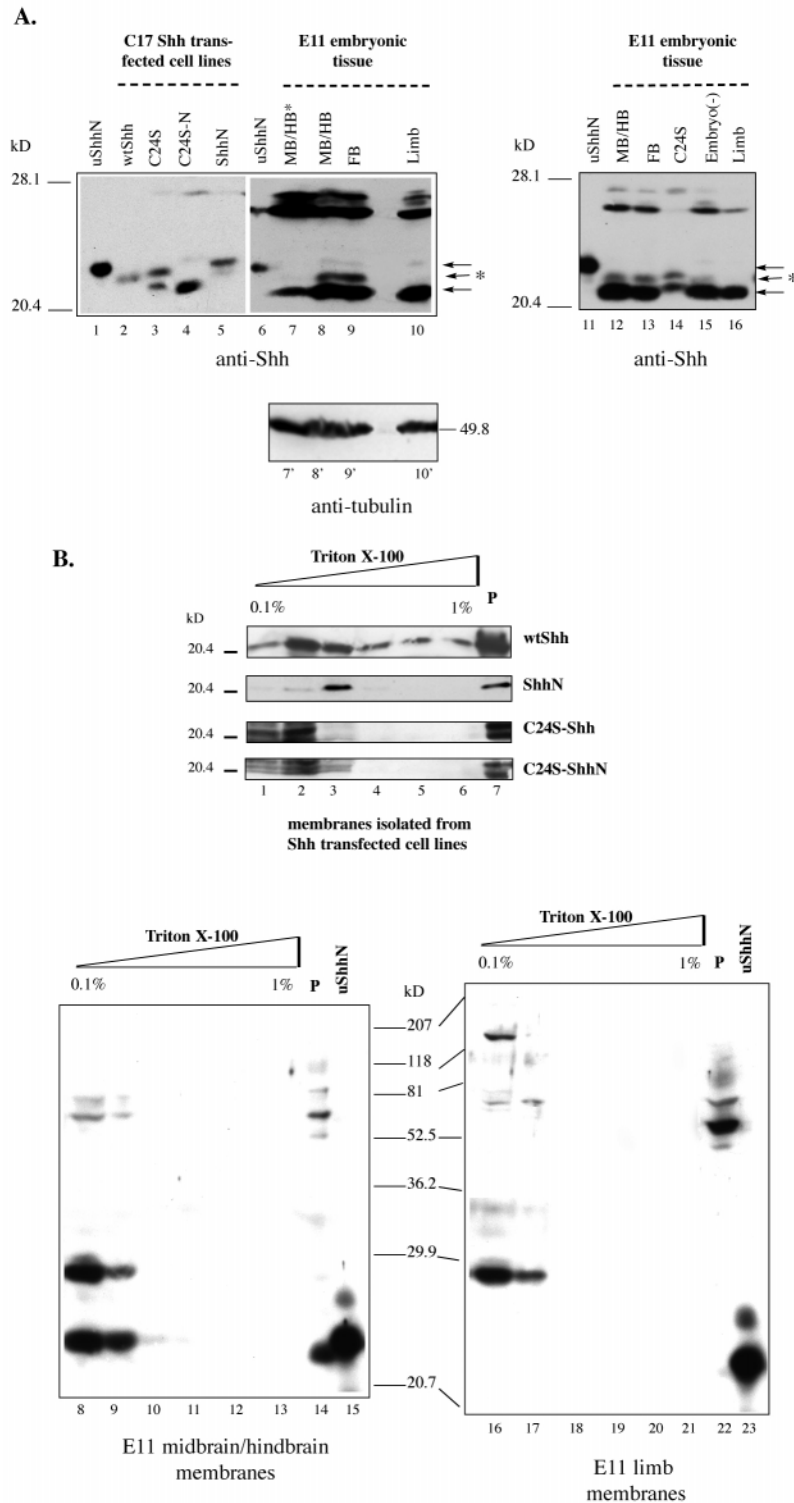 A.
C17 Shh trans-
fected cell lines
E11 embryonic
tissue
E11 embryonic
tissue
kD
uShhN
wtShh
C24S
C24S-N
ShhN
uShhN
MB/HB*
MB/HB
FB
Limb
kD
uShhN
MB/HB
FB
C24S
Embryo(-)
Limb
28.1
28.1
*
*
20.4
20.4
1 2 3 4 5 6 7 8 9 10
11 12 13 14 15 16
anti-Shh
anti-Shh
49.8
7' 8' 9' 10'
anti-tubulin
B.
Triton X-100
0.1% 1% P
kD
20.4 wtShh
20.4 ShhN
20.4 C24S-Shh
20.4 C24S-ShhN
1 2 3 4 5 6 7
membranes isolated from
Shh transfected cell lines
Triton X-100
0.1% 1% P uShhN
kD
Triton X-100
0.1% 1% P uShhN
207
118
81
52.5
36.2
29.9
20.7
8 9 10 11 12 13 14 15
16 17 18 19 20 21 22 23
E11 midbrain/hindbrain
membranes
E11 limb
membranes